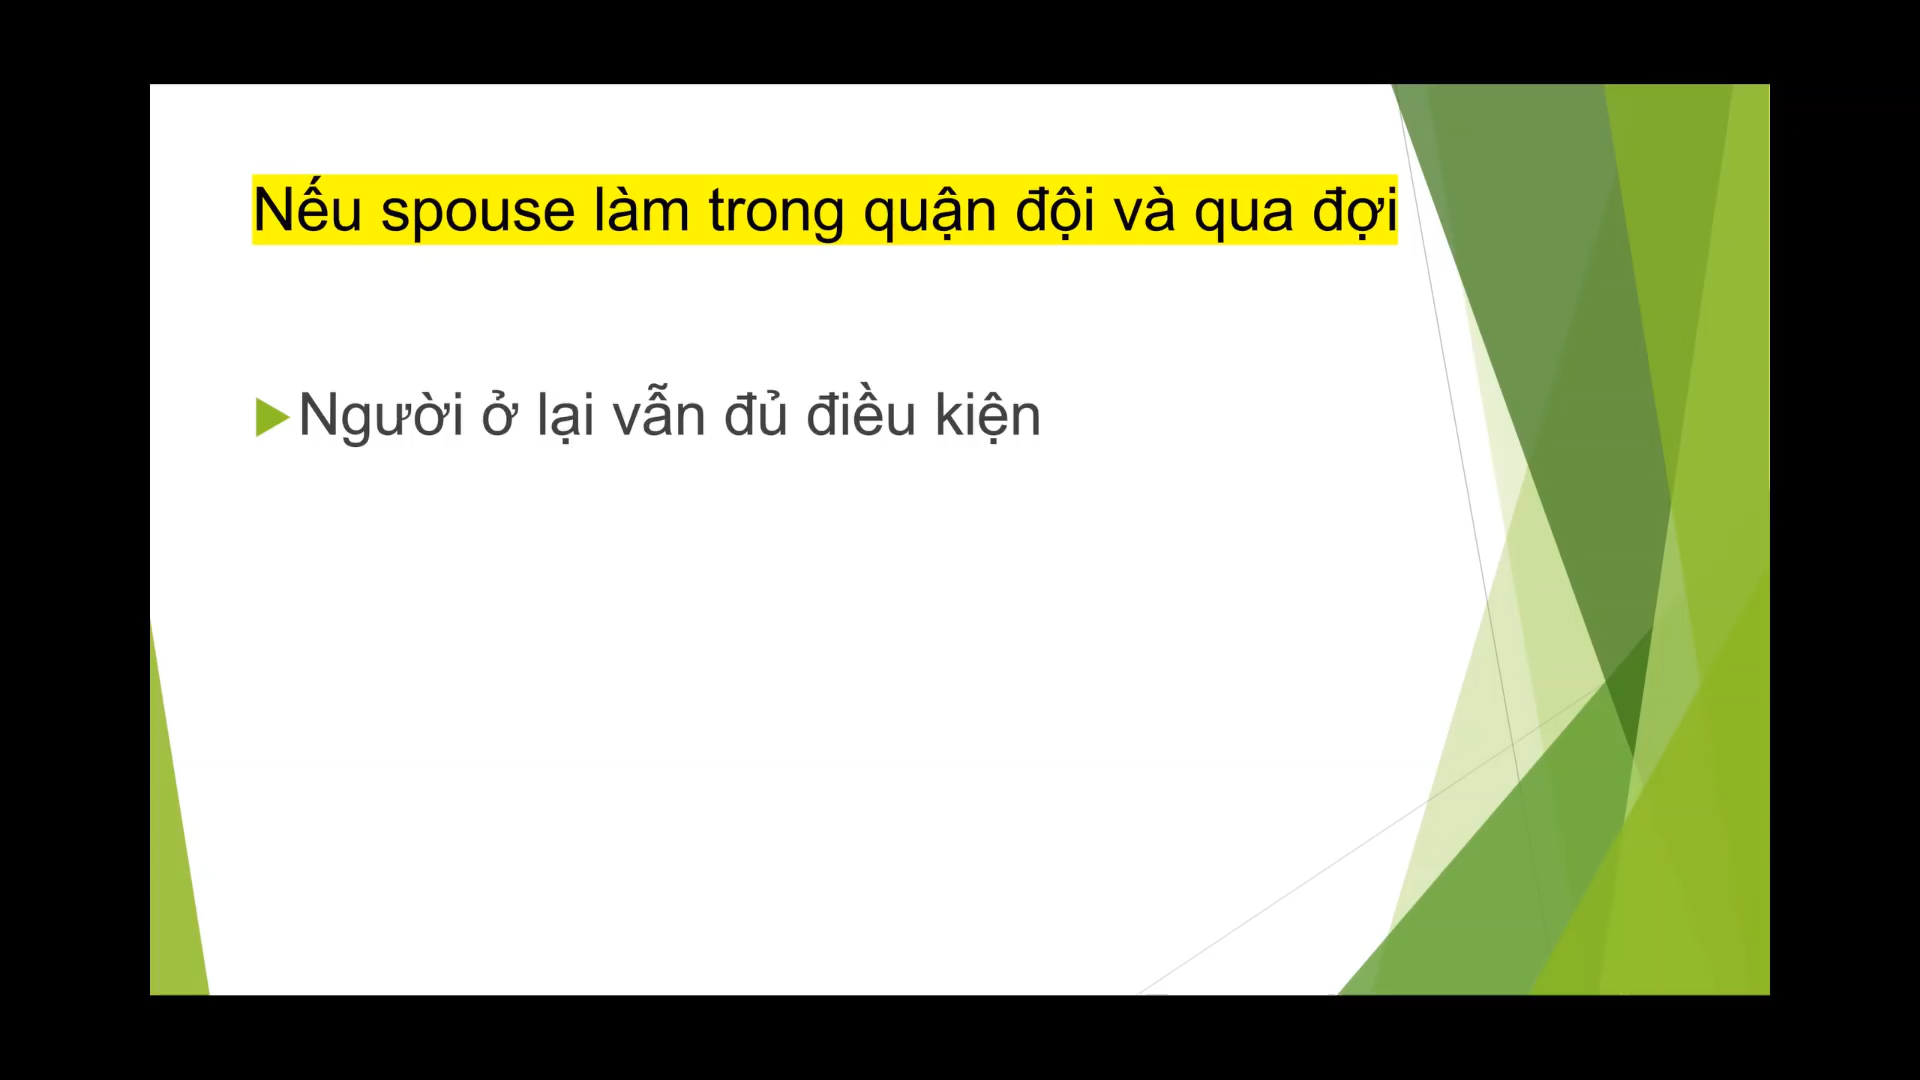 Nếu spouse làm trong quận đội và qua đợi
Người ở lại vẫn đủ điều kiện